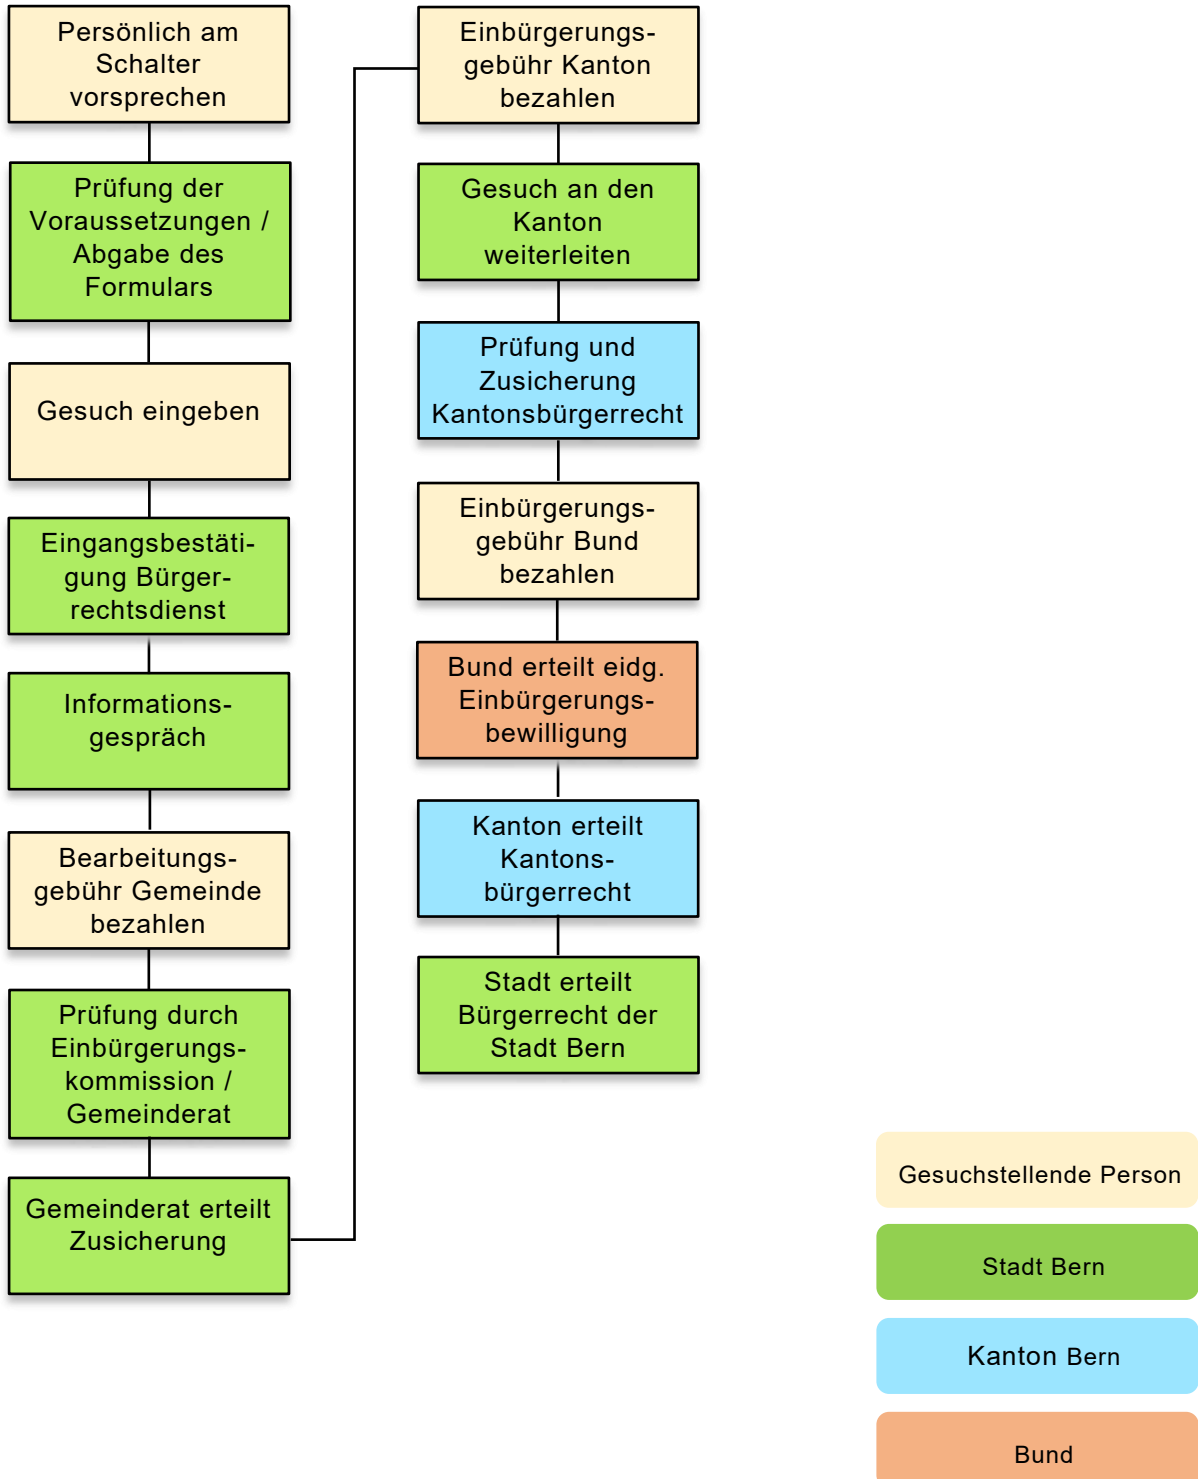 Persönlich am
Schalter
vorsprechen
Prüfung der
Voraussetzungen /
Abgabe des
Formulars
Gesuch eingeben
Eingangsbestäti-
gung Bürger-
rechtsdienst
Informations-
gespräch
Bearbeitungs-
gebühr Gemeinde
bezahlen
Prüfung durch
Einbürgerungs-
kommission /
Gemeinderat
Gemeinderat erteilt
Zusicherung
Einbürgerungs-
gebühr Kanton
bezahlen
Gesuch an den
Kanton
weiterleiten
Prüfung und
Zusicherung
Kantonsbürgerrecht
Einbürgerungs-
gebühr Bund
bezahlen
Bund erteilt eidg.
Einbürgerungs-
bewilligung
Kanton erteilt
Kantons-
bürgerrecht
Stadt erteilt
Bürgerrecht der
Stadt Bern
Gesuchstellende Person
Stadt Bern
Kanton Bern
Bund